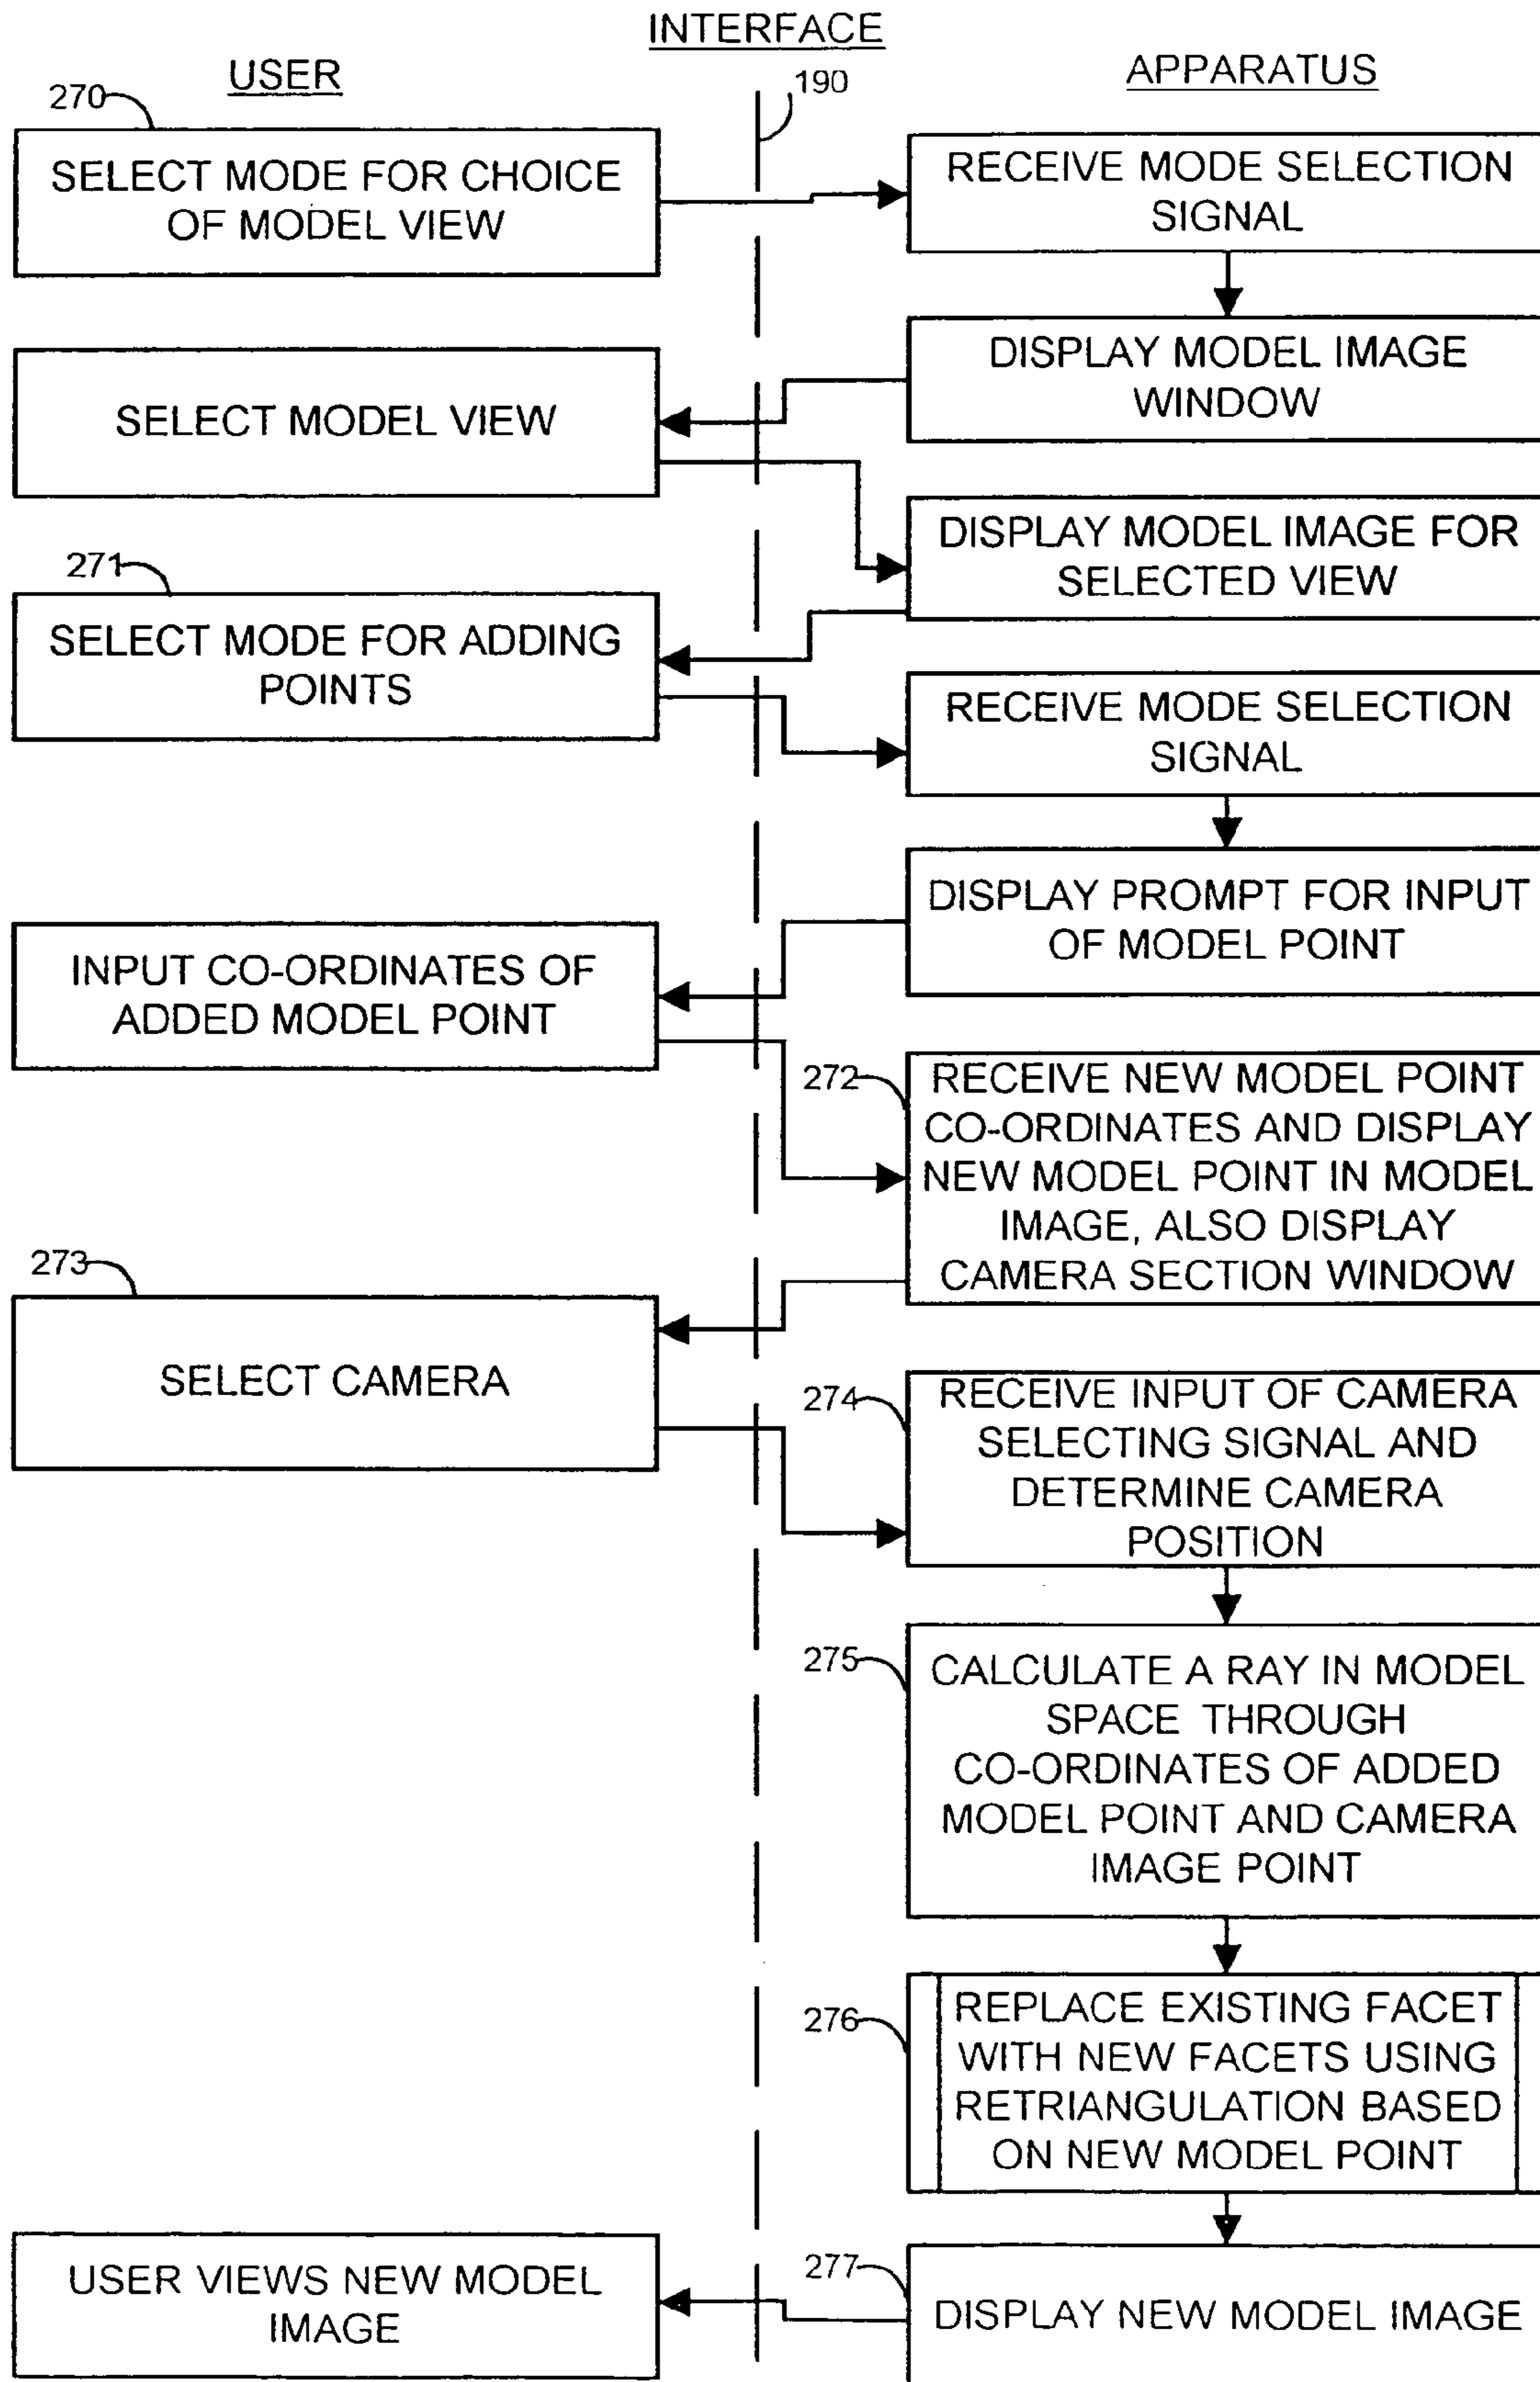 INTERFACE
USER
APPARATUS
190
270
SELECT MODE FOR CHOICE
OF MODEL VIEW
RECEIVE MODE SELECTION
SIGNAL
DISPLAY MODEL IMAGE
WINDOW
SELECT MODEL VIEW
DISPLAY MODEL IMAGE FOR
SELECTED VIEW
271
SELECT MODE FOR ADDING
POINTS
RECEIVE MODE SELECTION
SIGNAL
DISPLAY PROMPT FOR INPUT
OF MODEL POINT
INPUT CO-ORDINATES OF
ADDED MODEL POINT
272
RECEIVE NEW MODEL POINT
CO-ORDINATES AND DISPLAY
NEW MODEL POINT IN MODEL
IMAGE, ALSO DISPLAY
CAMERA SECTION WINDOW
273
SELECT CAMERA
274
RECEIVE INPUT OF CAMERA
SELECTING SIGNAL AND
DETERMINE CAMERA
POSITION
275
CALCULATE A RAY IN MODEL
SPACE THROUGH
CO-ORDINATES OF ADDED
MODEL POINT AND CAMERA
IMAGE POINT
276
REPLACE EXISTING FACET
WITH NEW FACETS USING
RETRIANGULATION BASED
ON NEW MODEL POINT
277
DISPLAY NEW MODEL IMAGE
USER VIEWS NEW MODEL
IMAGE